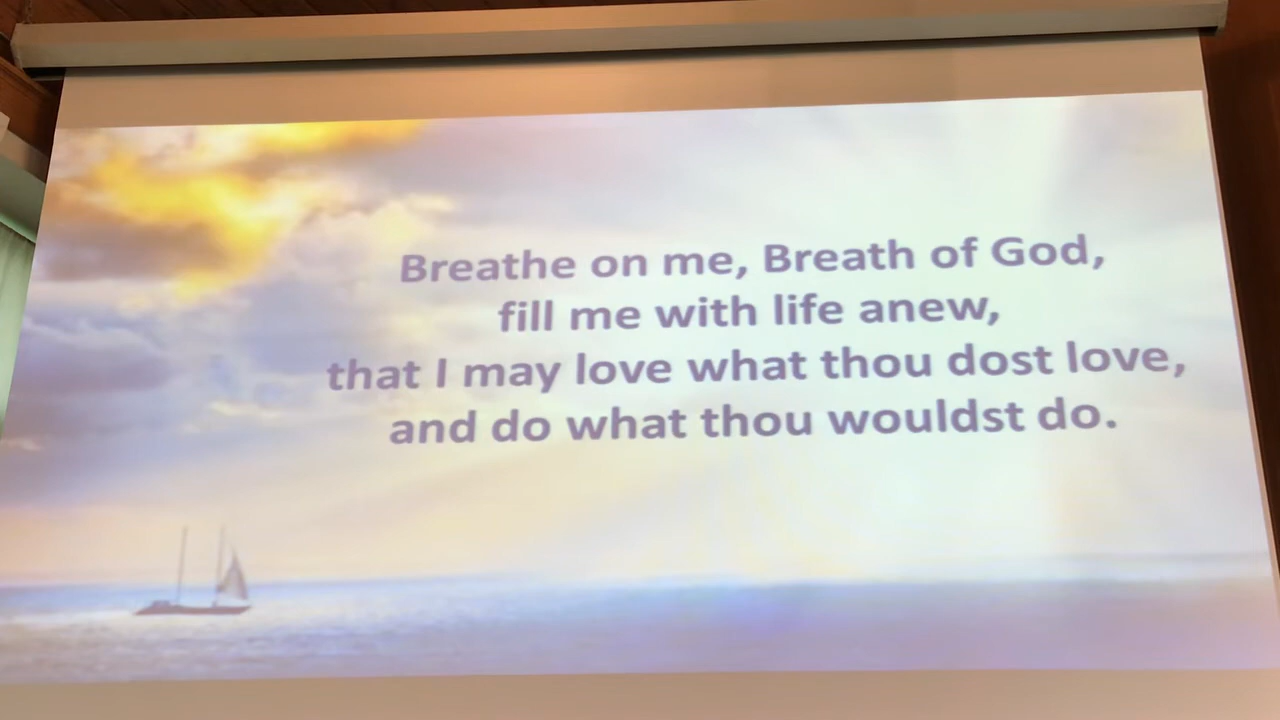 Breathe on me, Breath of God,
fill me with life anew,
that I may love what thou dost love,
and do what thou wouldst do.